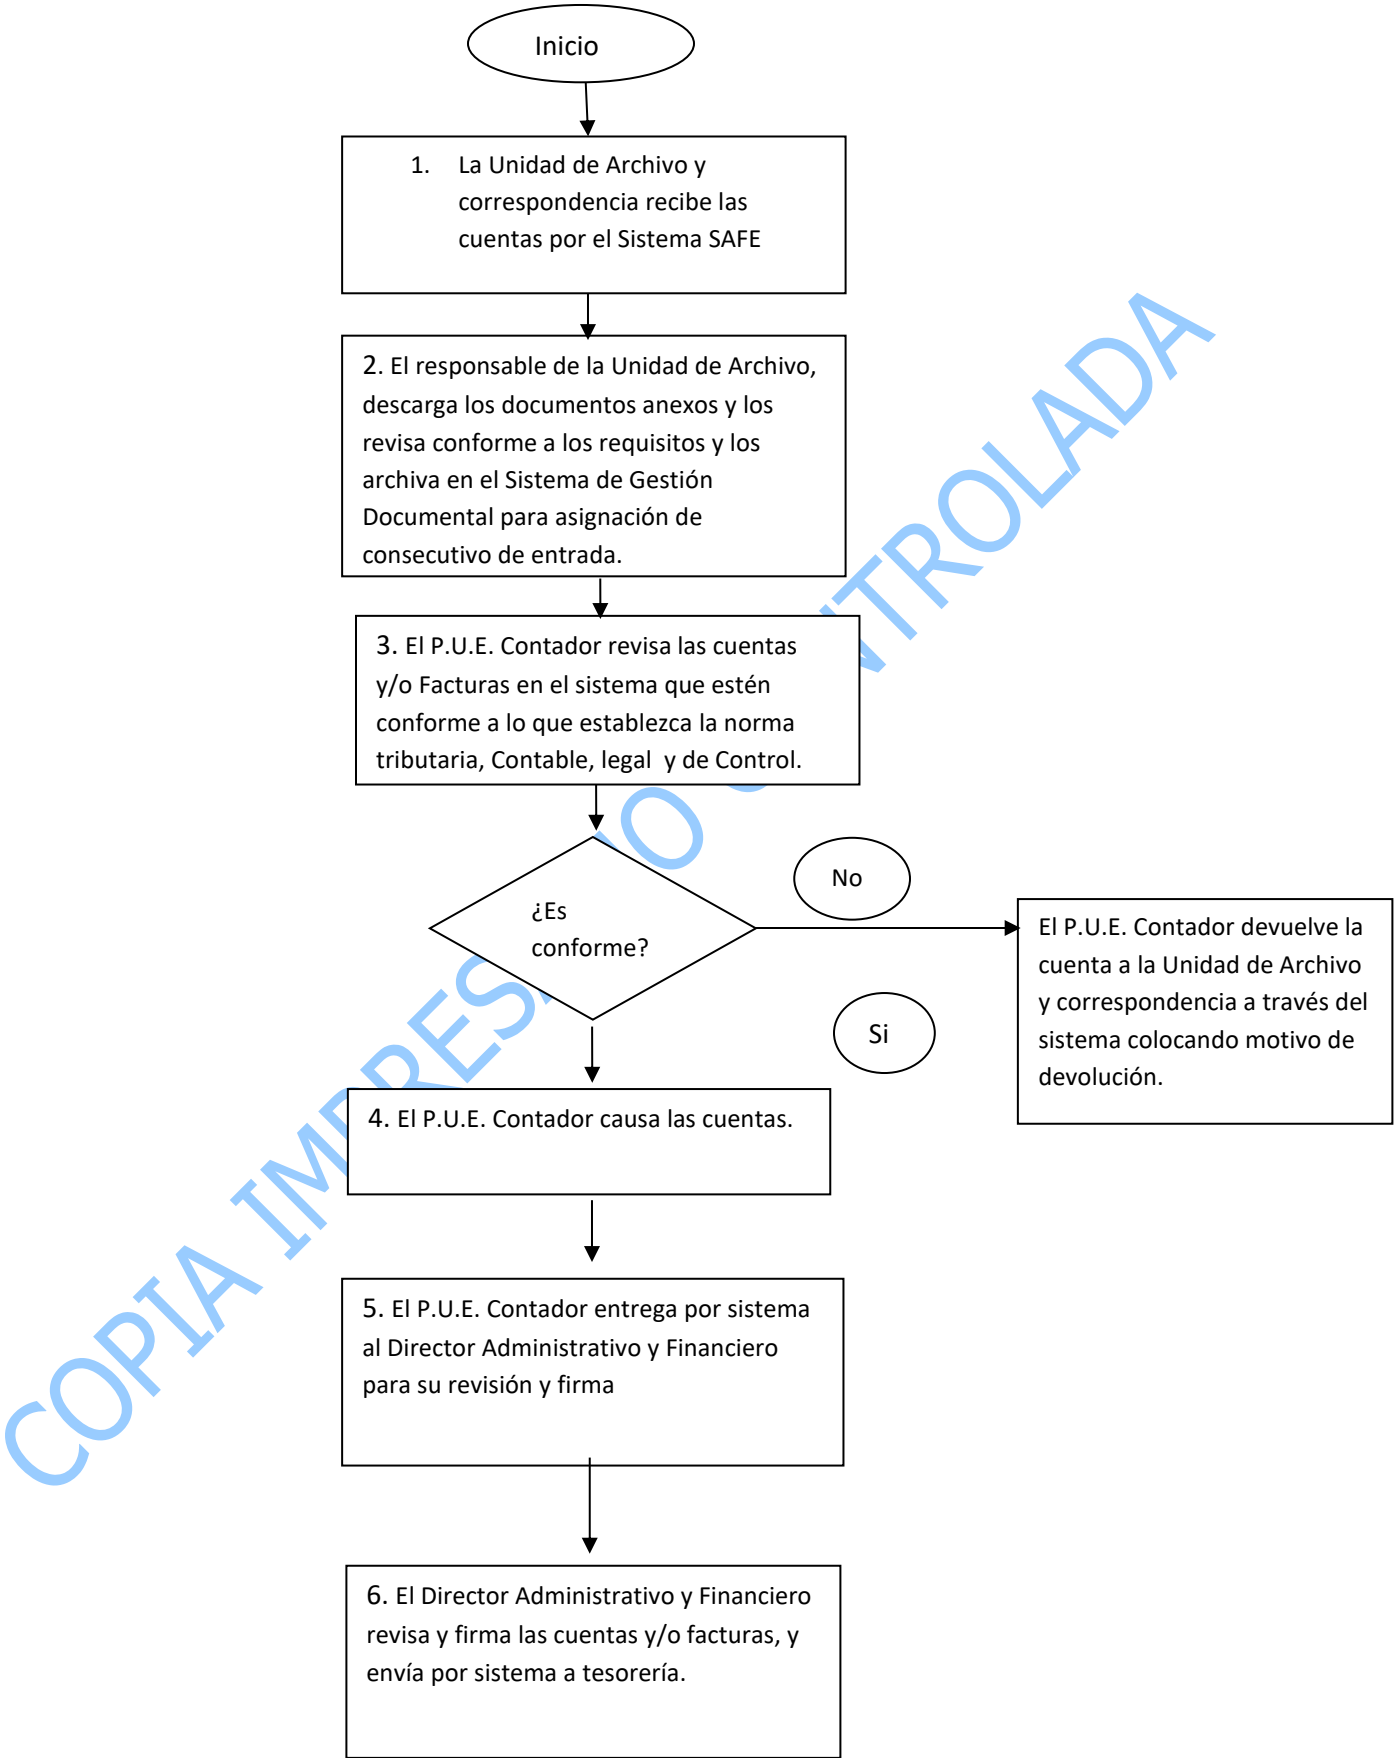 Inicio
1. La Unidad de Archivo y
correspondencia recibe las
cuentas por el Sistema SAFE
2. El responsable de la Unidad de Archivo,
descarga los documentos anexos y los
revisa conforme a los requisitos y los
archiva en el Sistema de Gestión
Documental para asignación de
consecutivo de entrada.
3. El P.U.E. Contador revisa las cuentas
y/o Facturas en el sistema que estén
conforme a lo que establezca la norma
tributaria, Contable, legal  y de Control.
¿Es
conforme?
No
El P.U.E. Contador devuelve la
cuenta a la Unidad de Archivo
y correspondencia a través del
sistema colocando motivo de
devolución.
Si
4. El P.U.E. Contador causa las cuentas.
5. El P.U.E. Contador entrega por sistema
al Director Administrativo y Financiero
para su revisión y firma
6. El Director Administrativo y Financiero
revisa y firma las cuentas y/o facturas, y
envía por sistema a tesorería.
COPIA IMPRESA NO CONTROLADA